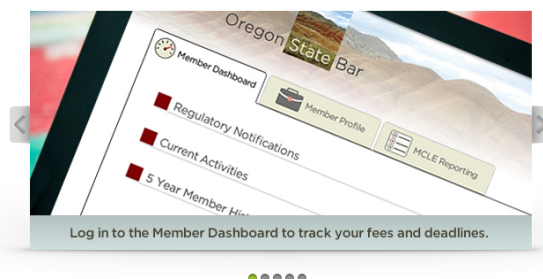 Oregon State Bar
Member Dashboard
Member Profile
MCLE Reporting
Regulatory Notifications
Current Activities
5 Year Member
Log in to the Member Dashboard to track your fees and deadlines.